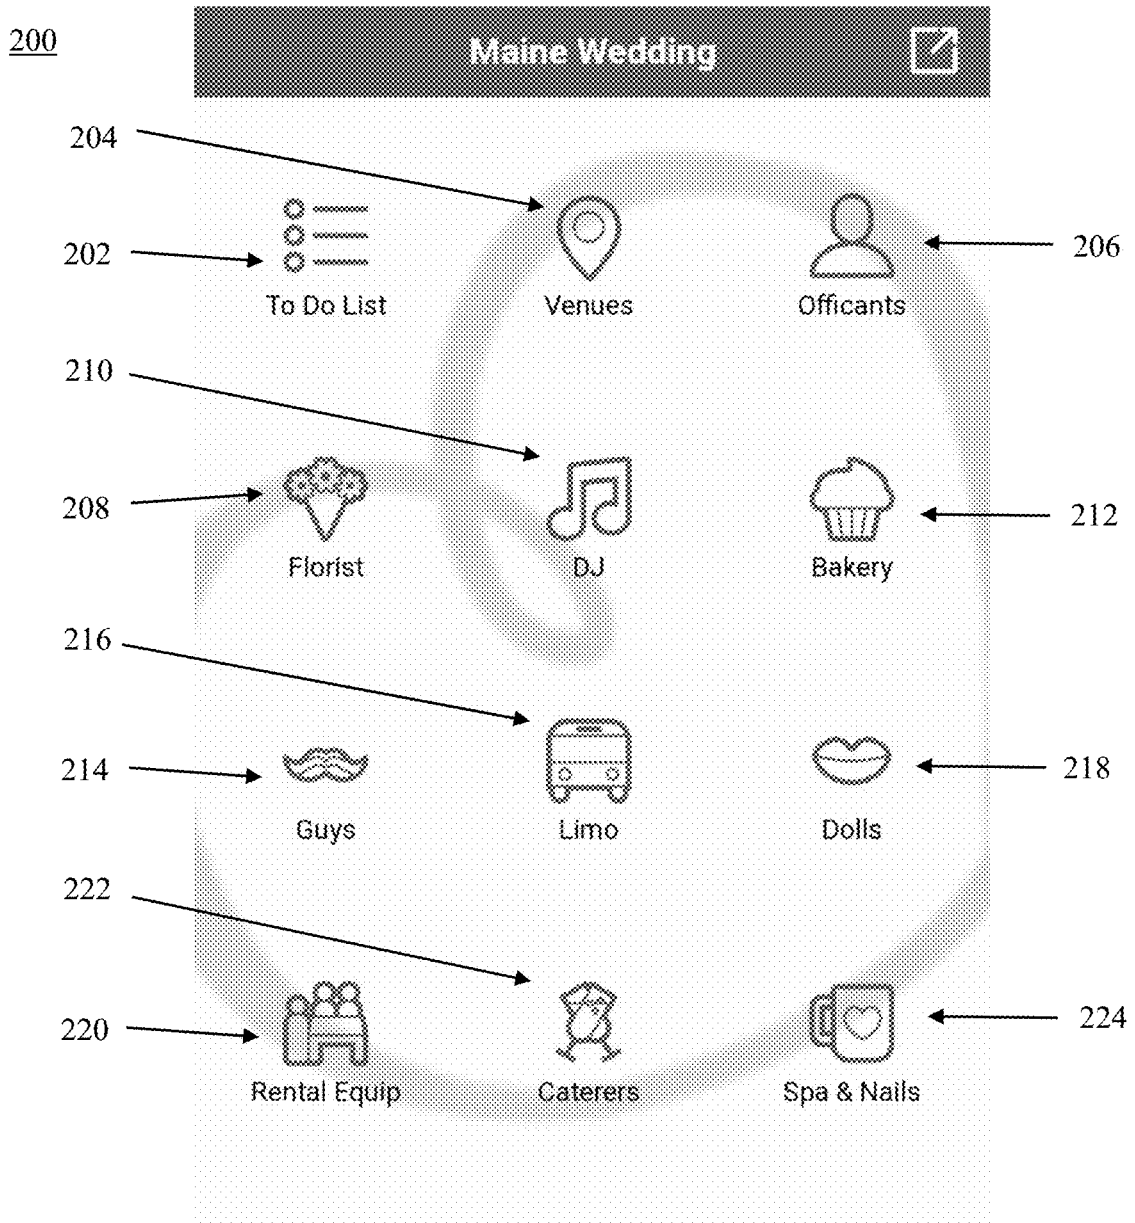 200
Maine Wedding
204
202
206
To Do List
Venues
Officants
210
208
212
Florist
DJ
Bakery
216
214
218
Guys
Limo
Dolls
222
220
224
Rental Equip
Caterers
Spa & Nails